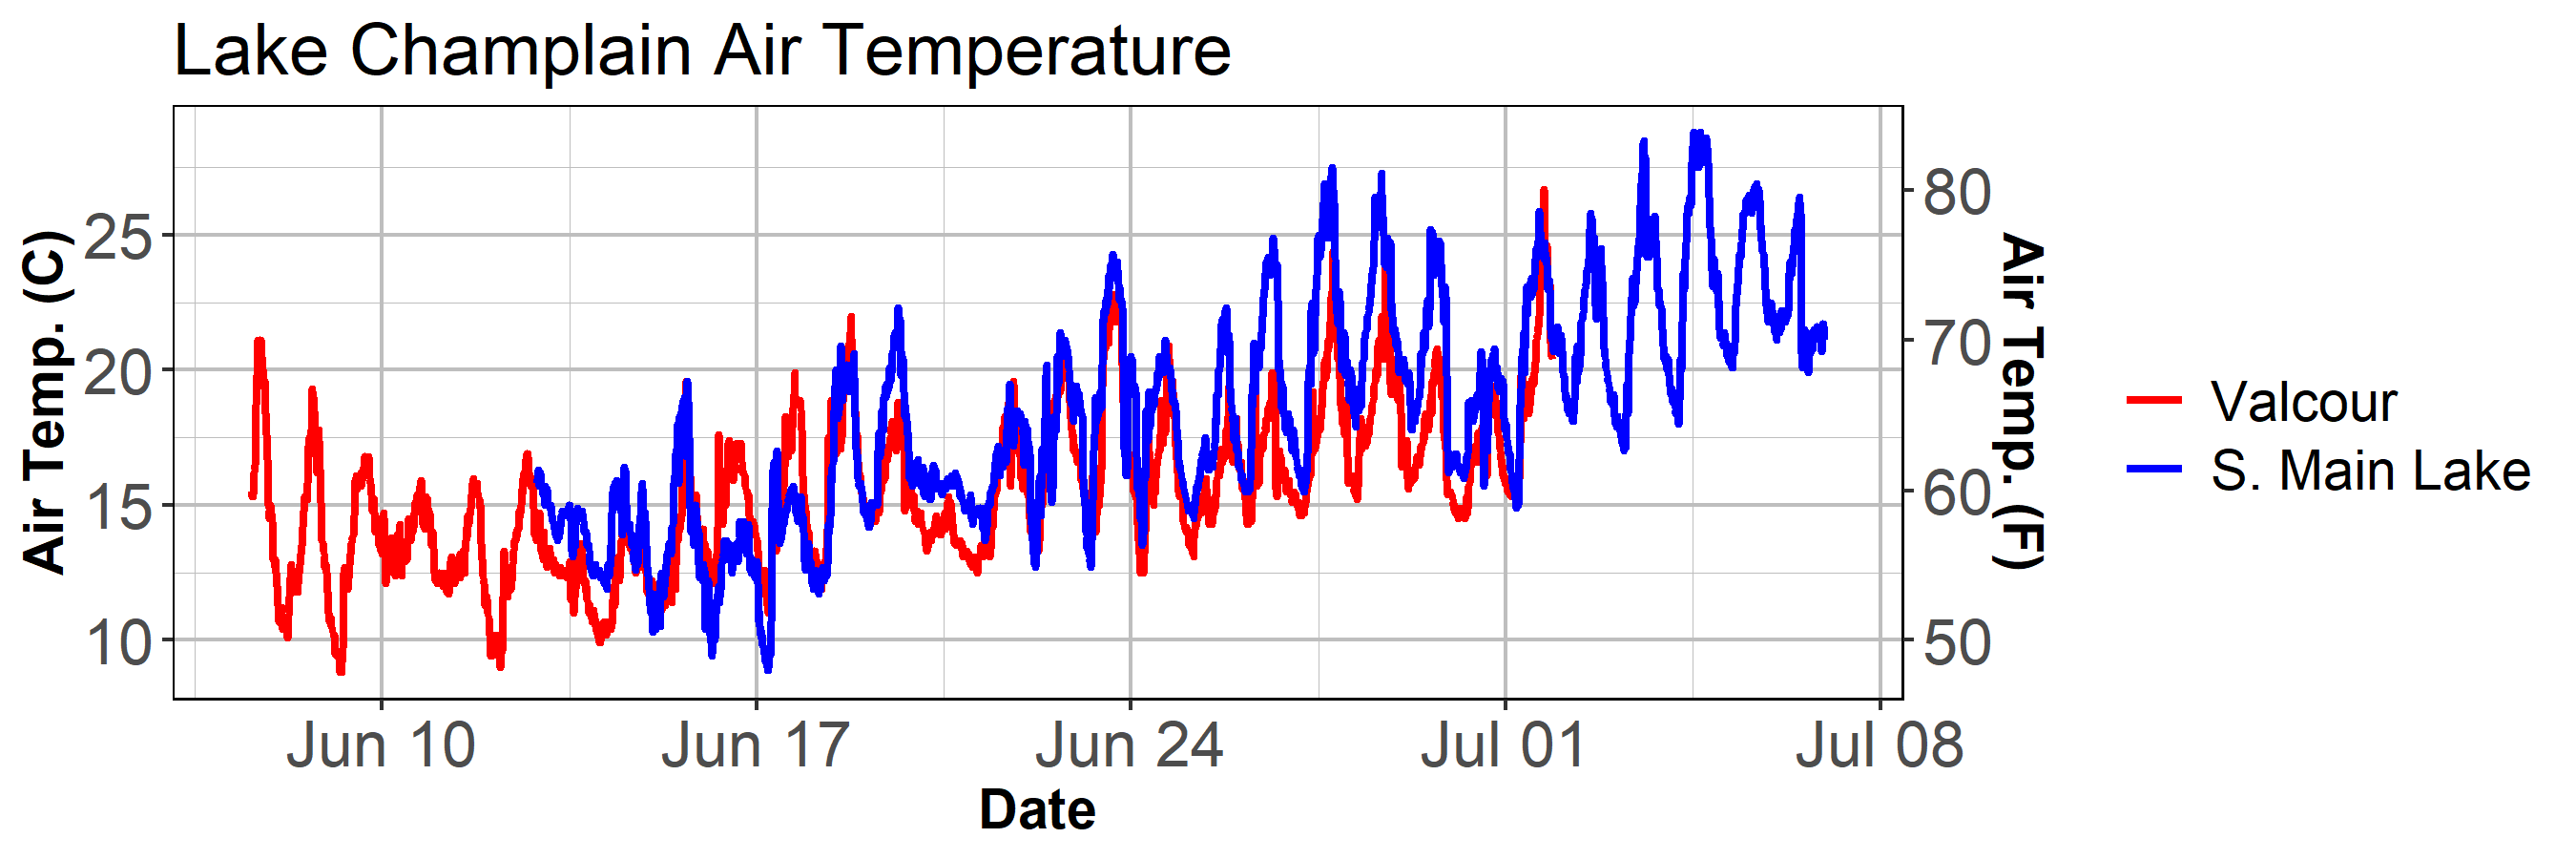 Lake Champlain Air Temperature
Air Temp. (C)
25
20
15
10
80
70
60
50
Air Temp. (F)
Jun 10
Jun 17
Jun 24
Jul 01
Jul 08
Date
Valcour
S. Main Lake